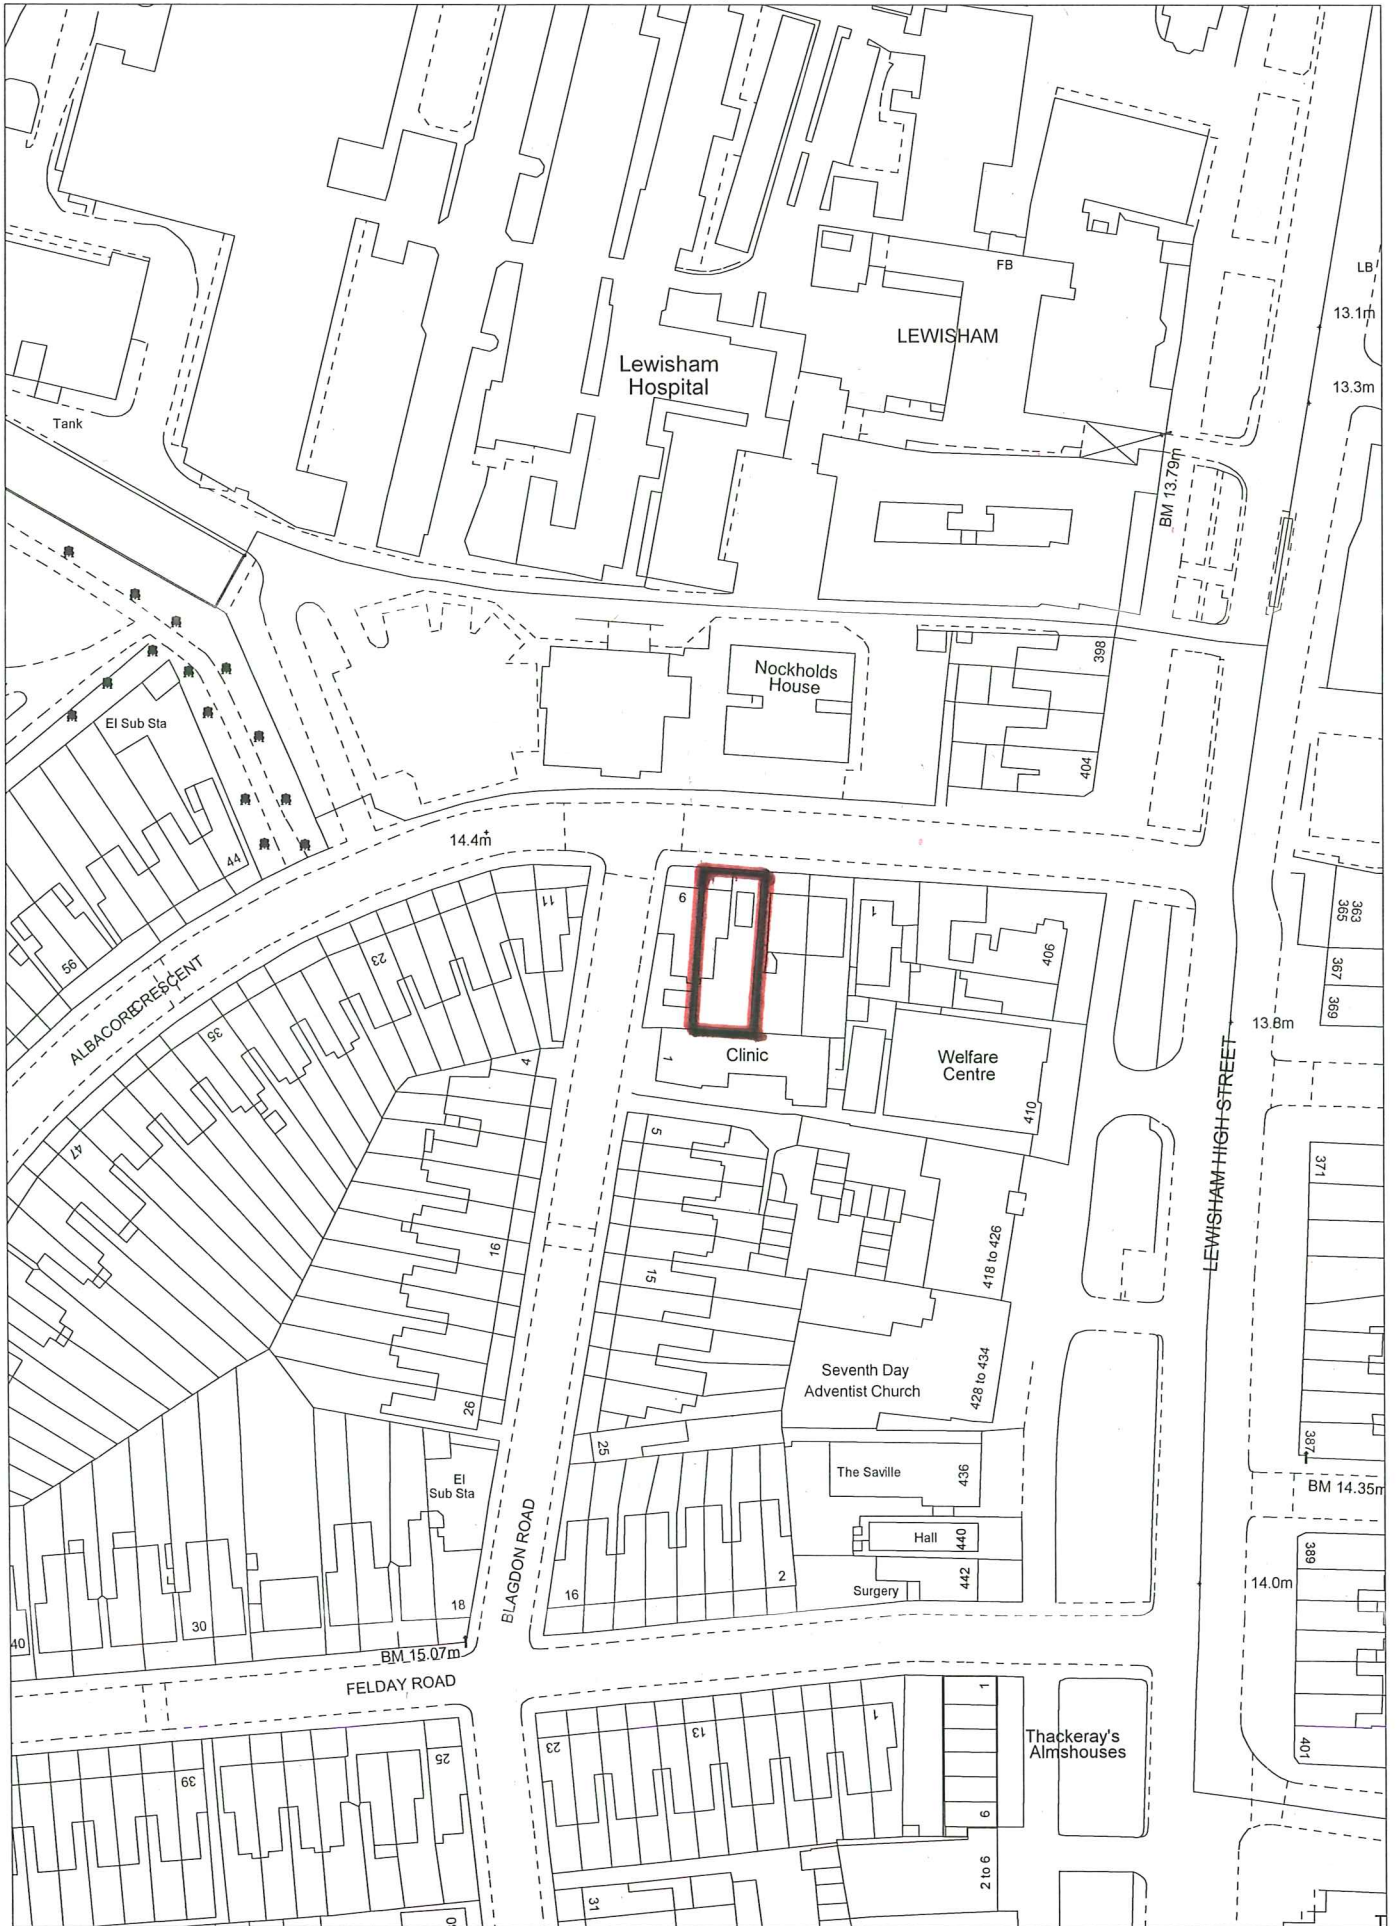 LB
FB
13.1m
LEWISHAM
Lewisham
Hospital
13.3m
Tank
BM 13.79m
398
Nockholds
House
El Sub Sta
404
14.4m
44
11
9
1
363
365
56
23
406
367
369
ALBACORE CRESCENT
35
13.8m
Clinic
1
Welfare
Centre
4
410
LEWISHAM HIGH STREET
47
5
371
16
15
418 to 426
Seventh Day
Adventist Church
428 to 434
26
25
387
The Saville
436
El
Sub Sta
BM 14.35m
BLAGDON ROAD
Hall
440
389
Surgery
442
14.0m
2
16
18
30
40
BM 15.07m
FELDAY ROAD
1
1
13
23
25
39
Thackeray's
Almshouses
401
6
2 to 6
31